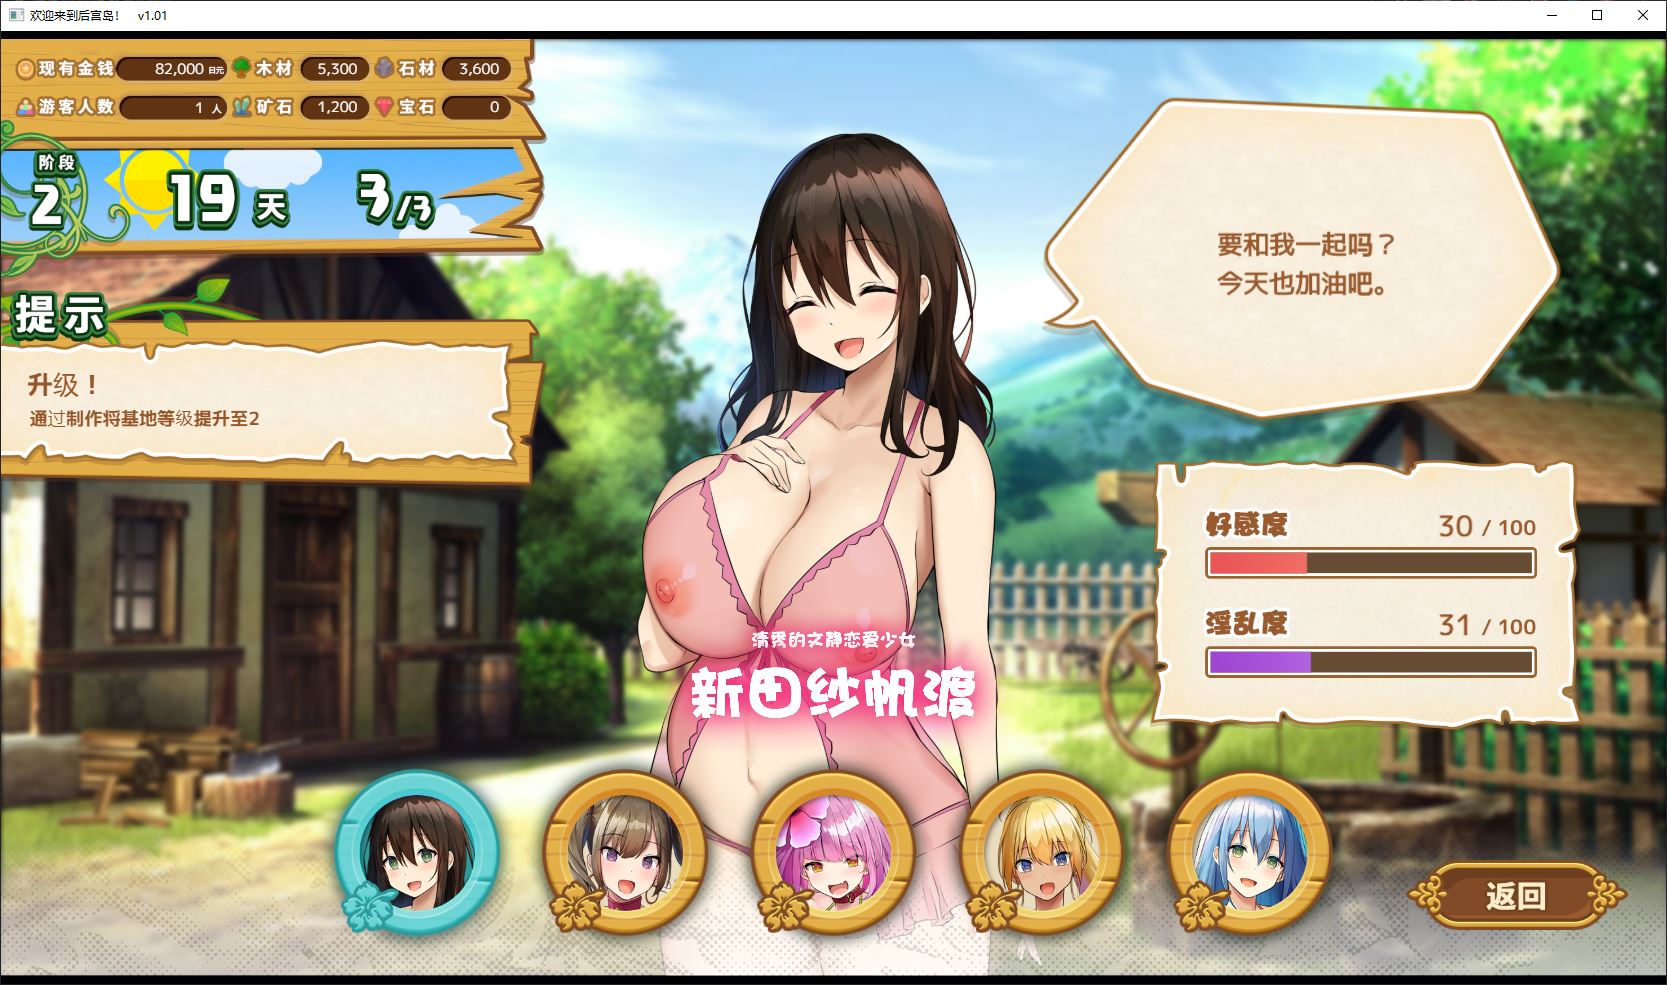 欢迎来到后宫岛！ v1.01
现有金钱 82,000 日元 木材 5,300 石材 3,600
游客人数 1 人 矿石 1,200 宝石 0
阶段
2 19 天 3/3
提示
升级！
通过制作将基地等级提升至2
要和我一起吗？
今天也加油吧。
好感度 30 / 100
淫乱度 31 / 100
清秀的文静恋爱少女
新田纱帆渡
返回